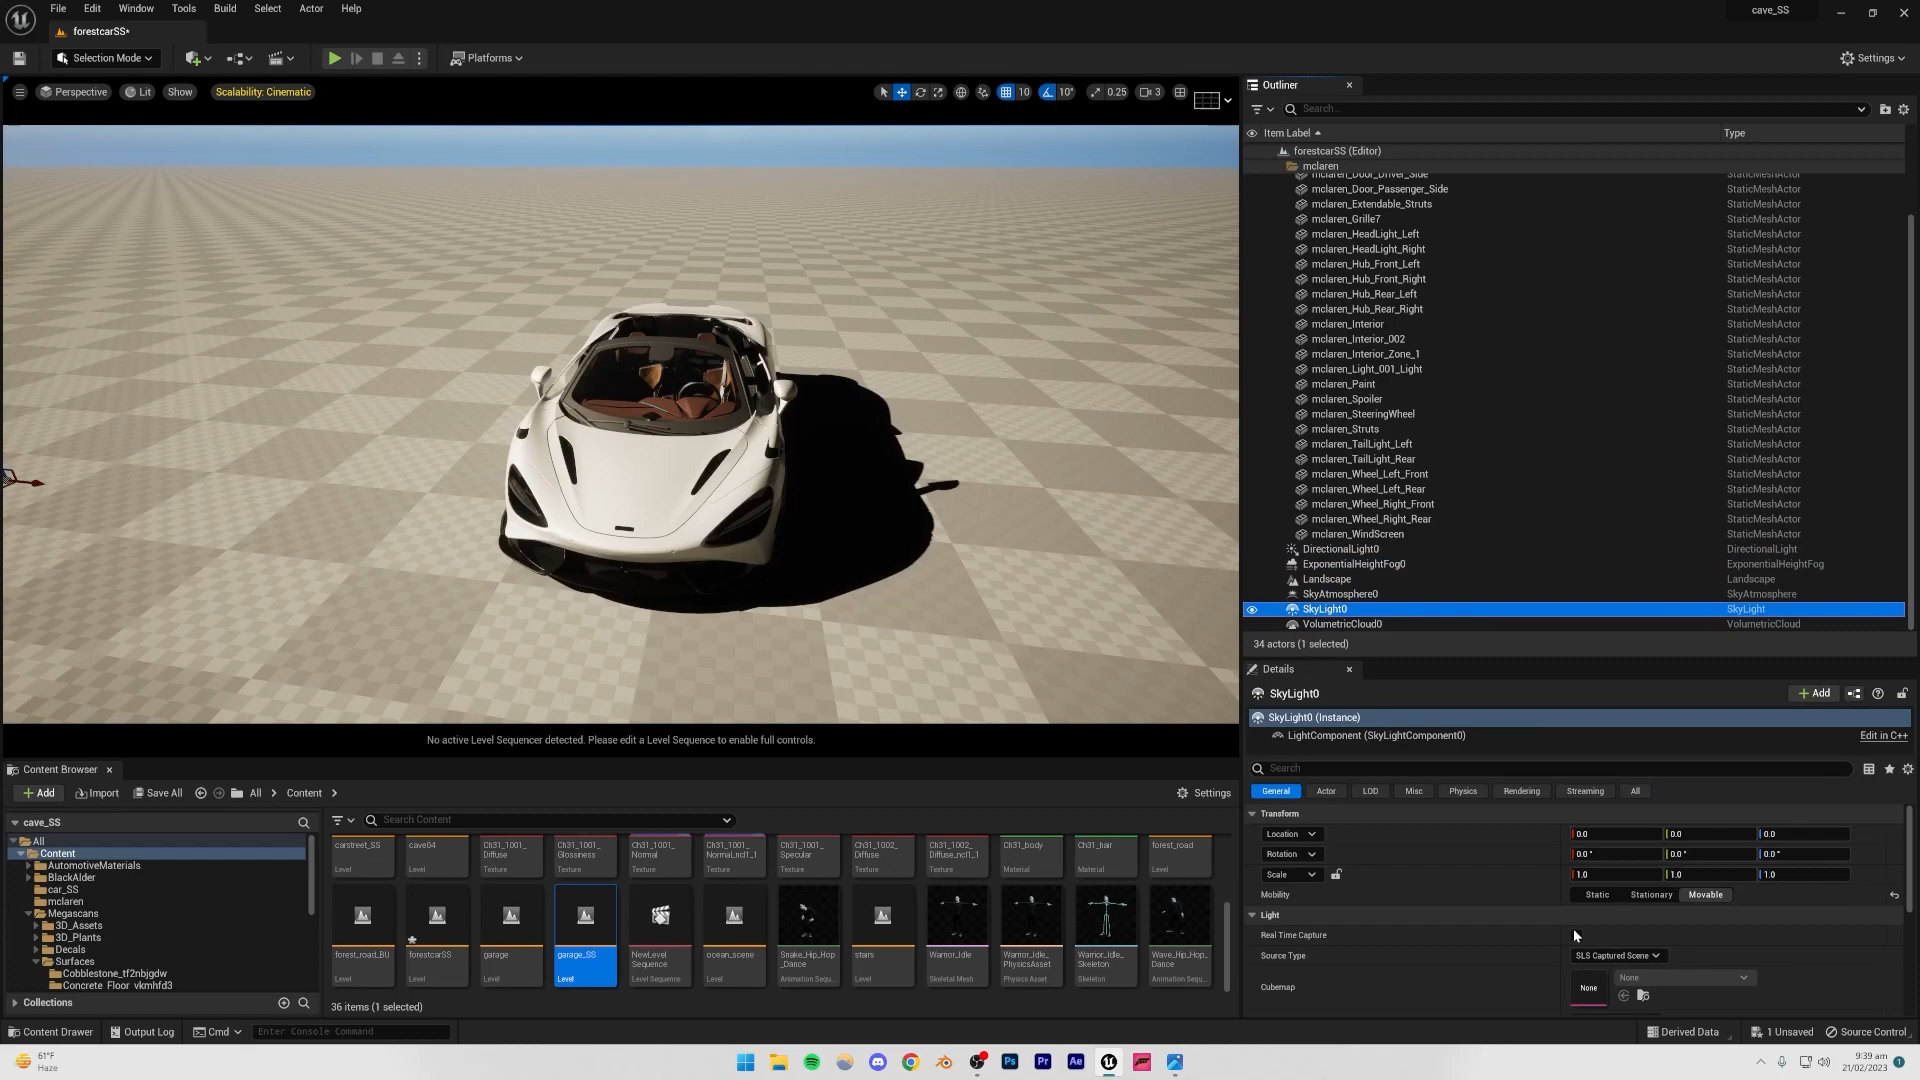 File Edit Window Tools Build Select Actor Help
cave_SS
forestcarSS*
Selection Mode
Platforms
Settings
Perspective Lit Show Scalability: Cinematic
10 10° 0.25 3
No active Level Sequencer detected. Please edit a Level Sequence to enable full controls.
Outliner
Search...
Item Label Type
forestcarSS (Editor)
mclaren
mclaren_Door_Driver_Side StaticMeshActor
mclaren_Door_Passenger_Side StaticMeshActor
mclaren_Extendable_Struts StaticMeshActor
mclaren_Grille7 StaticMeshActor
mclaren_HeadLight_Left StaticMeshActor
mclaren_HeadLight_Right StaticMeshActor
mclaren_Hub_Front_Left StaticMeshActor
mclaren_Hub_Front_Right StaticMeshActor
mclaren_Hub_Rear_Left StaticMeshActor
mclaren_Hub_Rear_Right StaticMeshActor
mclaren_Interior StaticMeshActor
mclaren_Interior_002 StaticMeshActor
mclaren_Interior_Zone_1 StaticMeshActor
mclaren_Light_001_Light StaticMeshActor
mclaren_Paint StaticMeshActor
mclaren_Spoiler StaticMeshActor
mclaren_SteeringWheel StaticMeshActor
mclaren_Struts StaticMeshActor
mclaren_TailLight_Left StaticMeshActor
mclaren_TailLight_Rear StaticMeshActor
mclaren_Wheel_Left_Front StaticMeshActor
mclaren_Wheel_Left_Rear StaticMeshActor
mclaren_Wheel_Right_Front StaticMeshActor
mclaren_Wheel_Right_Rear StaticMeshActor
mclaren_WindScreen StaticMeshActor
DirectionalLight0 DirectionalLight
ExponentialHeightFog0 ExponentialHeightFog
Landscape Landscape
SkyAtmosphere0 SkyAtmosphere
SkyLight0 SkyLight
VolumetricCloud0 VolumetricCloud
34 actors (1 selected)
Details
SkyLight0
Add
SkyLight0 (Instance)
LightComponent (SkyLightComponent0) Edit in C++
Search
General Actor LOD Misc Physics Rendering Streaming All
Transform
Location 0.0 0.0 0.0
Rotation 0.0 ° 0.0 ° 0.0 °
Scale 1.0 1.0 1.0
Mobility Static Stationary Movable
Light
Real Time Capture
Source Type SLS Captured Scene
Cubemap None None
Content Browser
Add Import Save All All Content Settings
cave_SS
All
Content
AutomotiveMaterials
BlackAlder
car_SS
mclaren
Megascans
3D_Assets
3D_Plants
Decals
Surfaces
Cobblestone_tf2nbjgdw
Concrete_Floor_vkmhfd3
Collections
Search Content
carstreet_SS Level
cave04 Level
Ch31_1001_Diffuse Texture
Ch31_1001_Glossiness Texture
Ch31_1001_Normal Texture
Ch31_1001_Normal_ncl1_1 Texture
Ch31_1001_Specular Texture
Ch31_1002_Diffuse Texture
Ch31_1002_Diffuse_ncl1_1 Texture
Ch31_body Material
Ch31_hair Material
forest_road Level
forest_road_BU Level
forestcarSS Level
garage Level
garage_SS Level
NewLevelSequence Level Sequence
ocean_scene Level
Snake_Hip_Hop_Dance Animation Sequ...
stairs Level
Warrior_Idle Skeletal Mesh
Warrior_Idle_PhysicsAsset Physics Asset
Warrior_Idle_Skeleton Skeleton
Wave_Hip_Hop_Dance Animation Sequ...
36 items (1 selected)
Content Drawer Output Log Cmd Enter Console Command
Derived Data 1 Unsaved Source Control
61°F
Haze
Ps Pr Ae
9:39 am
21/02/2023
1